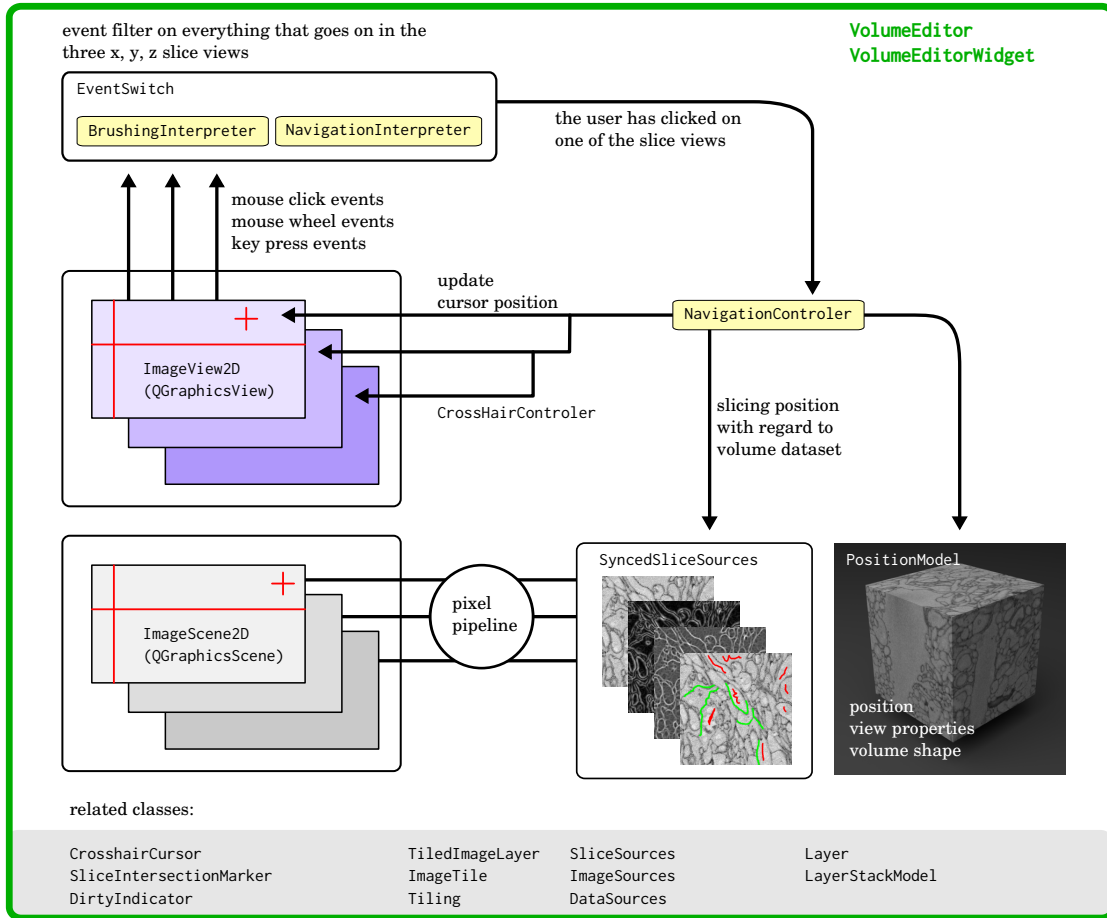 event filter on everything that goes on in the
three x, y, z slice views
VolumeEditor
VolumeEditorWidget
EventSwitch
BrushingInterpreter
NavigationInterpreter
the user has clicked on
one of the slice views
mouse click events
mouse wheel events
key press events
update
cursor position
NavigationControler
ImageView2D
(QGraphicsView)
CrossHairControler
slicing position
with regard to
volume dataset
SyncedSliceSources
PositionModel
pixel
pipeline
ImageScene2D
(QGraphicsScene)
position
view properties
volume shape
related classes:
CrosshairCursor
SliceIntersectionMarker
DirtyIndicator
TiledImageLayer
ImageTile
Tiling
SliceSources
ImageSources
DataSources
Layer
LayerStackModel